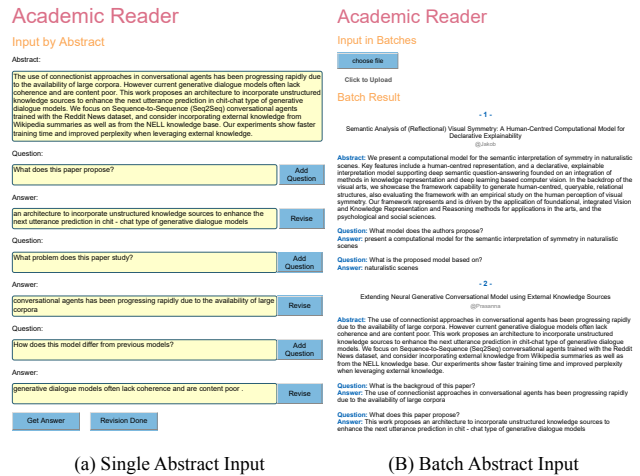 Academic Reader
Input by Abstract
Abstract:
The use of connectionist approaches in conversational agents has been progressing rapidly due
to the availability of large corpora. However current generative dialogue models often lack
coherence and are content poor. This work proposes an architecture to incorporate unstructured
knowledge sources to enhance the next utterance prediction in chit-chat type of generative
dialogue models. We focus on Sequence-to-Sequence (Seq2Seq) conversational agents
trained with the Reddit News dataset, and consider incorporating external knowledge from
Wikipedia summaries as well as from the NELL knowledge base. Our experiments show faster
training time and improved perplexity when leveraging external knowledge.
Question:
What does this paper propose?
Add
Question
Answer:
an architecture to incorporate unstructured knowledge sources to enhance the
next utterance prediction in chit - chat type of generative dialogue models
Revise
Question:
What problem does this paper study?
Add
Question
Answer:
conversational agents has been progressing rapidly due to the availability of large
corpora
Revise
Question:
How does this model differ from previous models?
Add
Question
Answer:
generative dialogue models often lack coherence and are content poor .
Revise
Get Answer
Revision Done
(a) Single Abstract Input
Academic Reader
Input in Batches
choose file
Click to Upload
Batch Result
- 1 -
Semantic Analysis of (Reflectional) Visual Symmetry: A Human-Centred Computational Model for
Declarative Explainability
@Jakob
Abstract: We present a computational model for the semantic interpretation of symmetry in naturalistic
scenes. Key features include a human-centred representation, and a declarative, explainable
interpretation model supporting deep semantic question-answering founded on an integration of
methods in knowledge representation and deep learning based computer vision. In the backdrop of the
visual arts, we showcase the framework capability to generate human-centred, queryable, relational
structures, also evaluating the framework with an empirical study on the human perception of visual
symmetry. Our framework represents and is driven by the application of foundational, integrated Vision
and Knowledge Representation and Reasoning methods for applications in the arts, and the
psychological and social sciences.
Question: What model does the authors propose?
Answer: present a computational model for the semantic interpretation of symmetry in naturalistic
scenes
Question: What is the proposed model based on?
Answer: naturalistic scenes
- 2 -
Extending Neural Generative Conversational Model using External Knowledge Sources
@Prasanna
Abstract: The use of connectionist approaches in conversational agents has been progressing rapidly
due to the availability of large corpora. However current generative dialogue models often lack
coherence and are content poor. This work proposes an architecture to incorporate unstructured
knowledge sources to enhance the next utterance prediction in chit-chat type of generative dialogue
models. We focus on Sequence-to-Sequence (Seq2Seq) conversational agents trained with the Reddit
News dataset, and consider incorporating external knowledge from Wikipedia summaries as well as
from the NELL knowledge base. Our experiments show faster training time and improved perplexity
when leveraging external knowledge.
Question: What is the backgroud of this paper?
Answer: The use of connectionist approaches in conversational agents has been progressing rapidly
due to the availability of large corpora
Question: What does this paper propose?
Answer: This work proposes an architecture to incorporate unstructured knowledge sources to
enhance the next utterance prediction in chit - chat type of generative dialogue models
(B) Batch Abstract Input